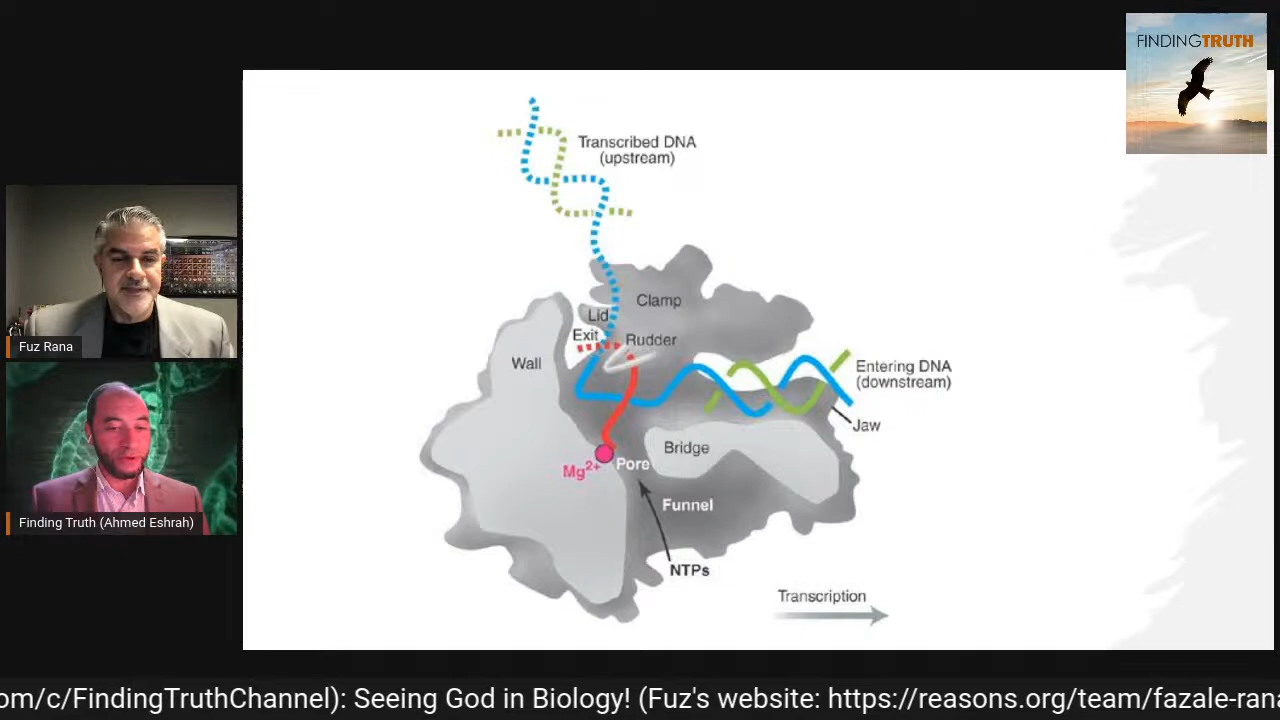 FINDINGTRUTH
Transcribed DNA
(upstream)
Clamp
Lid
Exit
Rudder
Wall
Entering DNA
(downstream)
Jaw
Bridge
Mg2+
Pore
Funnel
NTPs
Transcription
Fuz Rana
Finding Truth (Ahmed Eshrah)
om/c/FindingTruthChannel): Seeing God in Biology! (Fuz's website: https://reasons.org/team/fazale-rana